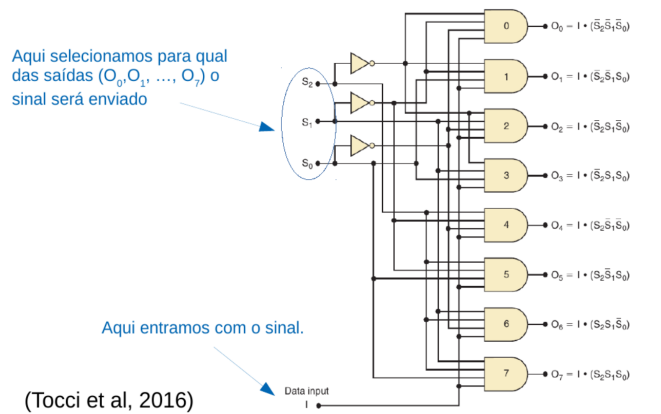 Aqui selecionamos para qual
das saídas (O₀,O₁, …, O₇) o
sinal será enviado
S₂
S₁
S₀
0 O₀ = I • (S̅₂S̅₁S̅₀)
1 O₁ = I • (S̅₂S̅₁S₀)
2 O₂ = I • (S̅₂S₁S̅₀)
3 O₃ = I • (S̅₂S₁S₀)
4 O₄ = I • (S₂S̅₁S̅₀)
5 O₅ = I • (S₂S̅₁S₀)
6 O₆ = I • (S₂S₁S̅₀)
7 O₇ = I • (S₂S₁S₀)
Aqui entramos com o sinal.
Data input
I
(Tocci et al, 2016)